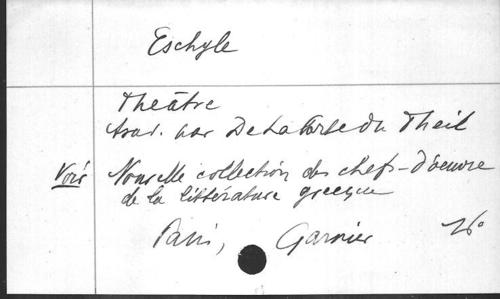 Eschyle
Théâtre
trad. par De La Porte du Theil
Voir Nouvelle collection des chefs-d'oeuvre
de la littérature grecque
Paris, Garnier 16°